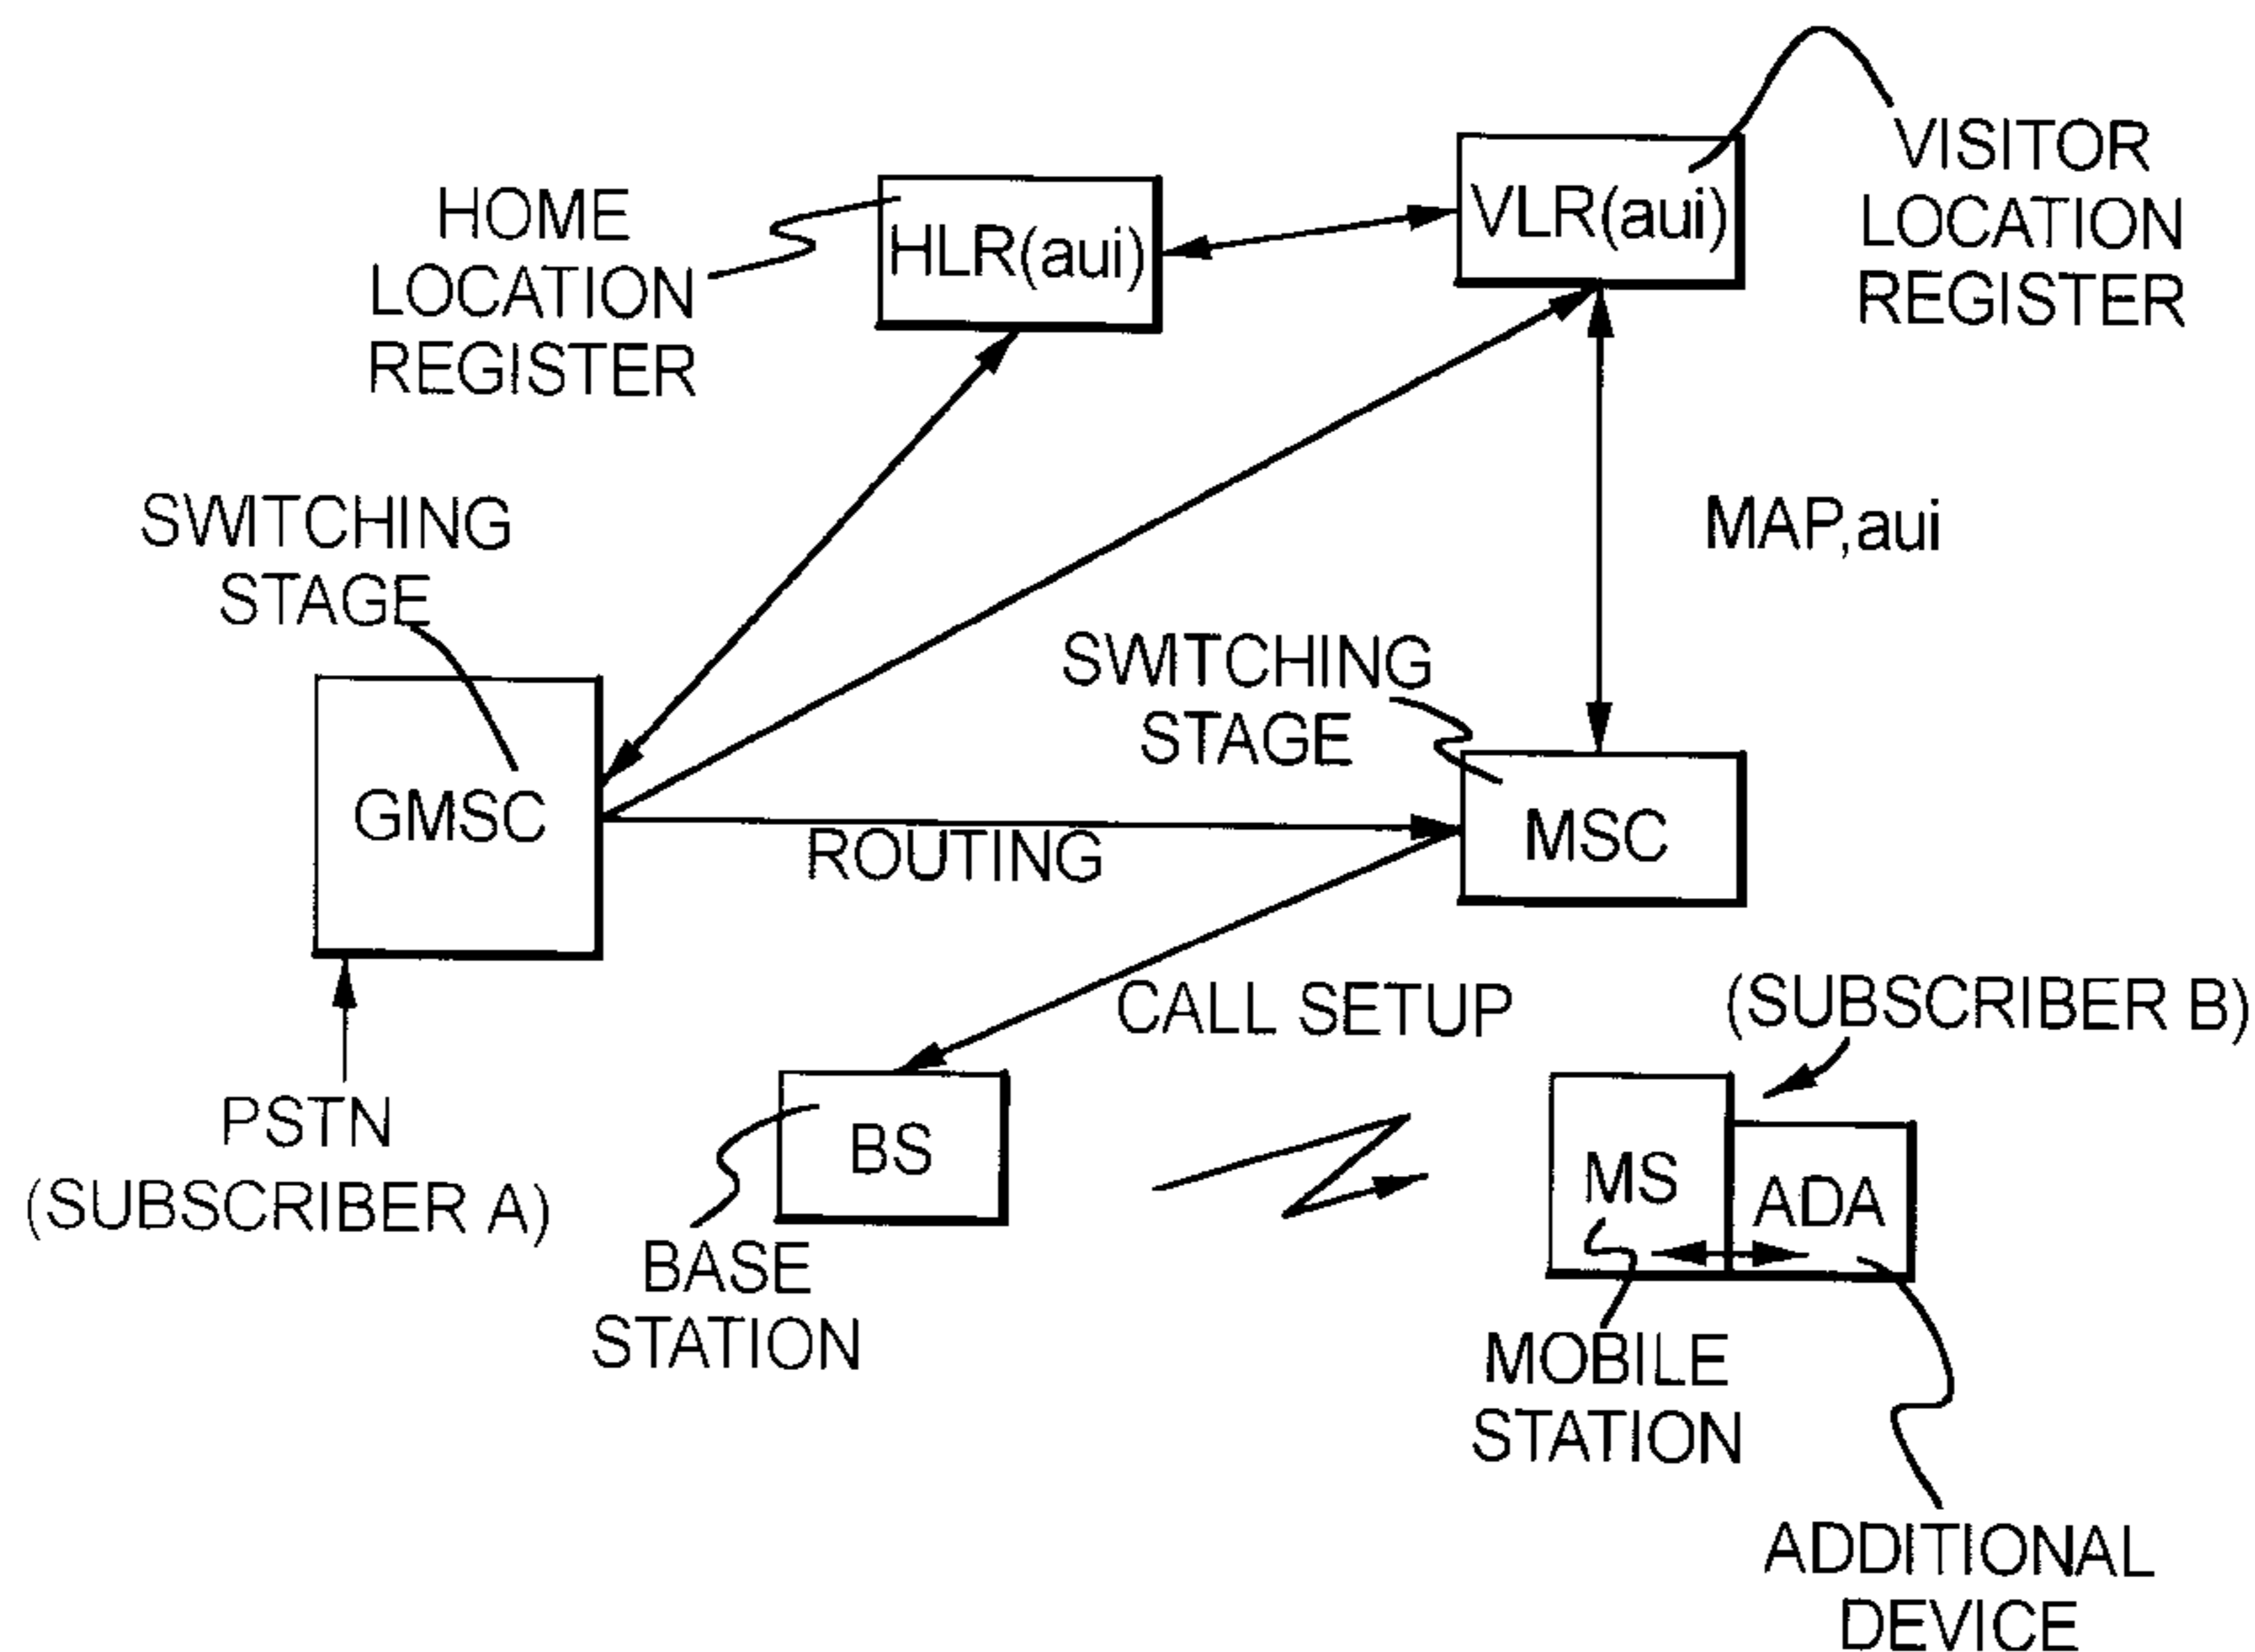 VISITOR
LOCATION
REGISTER
HOME
LOCATION
REGISTER
HLR(aui)
VLR(aui)
SWITCHING
STAGE
MAP,aui
SWITCHING
STAGE
GMSC
ROUTING
MSC
CALL SETUP
(SUBSCRIBER B)
PSTN
(SUBSCRIBER A)
BS
MS
ADA
BASE
STATION
MOBILE
STATION
ADDITIONAL
DEVICE